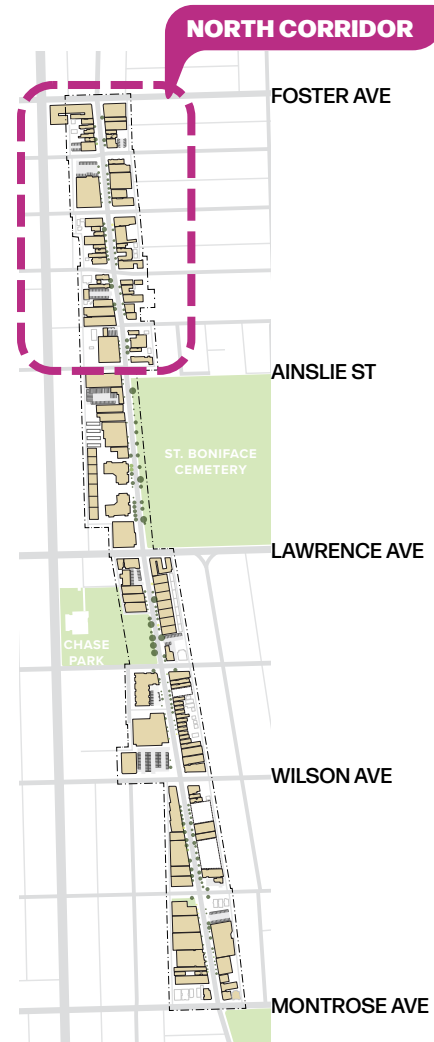 NORTH CORRIDOR
FOSTER AVE
AINSLIE ST
ST. BONIFACE
CEMETERY
LAWRENCE AVE
CHASE
PARK
WILSON AVE
MONTROSE AVE